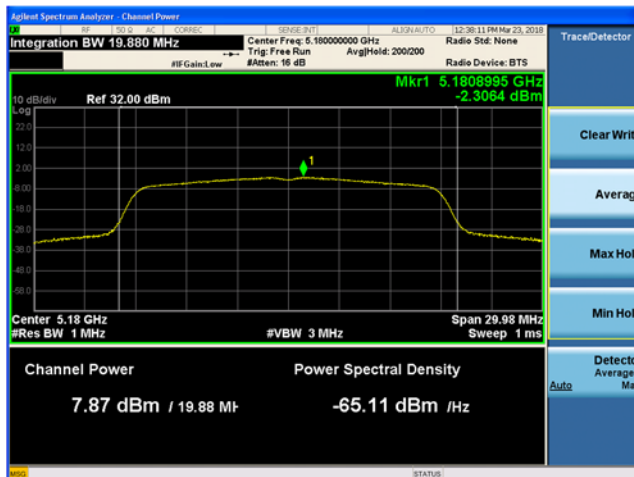 Agilent Spectrum Analyzer - Channel Power
RF 50 Ω AC CORREC SENSE:INT ALIGN AUTO 12:38:11 PM Mar 23, 2018
Integration BW 19.880 MHz Center Freq: 5.180000000 GHz Radio Std: None
Trig: Free Run Avg|Hold: 200/200
#IFGain:Low #Atten: 16 dB Radio Device: BTS
Mkr1 5.1808995 GHz
-2.3064 dBm
10 dB/div Ref 32.00 dBm
Log
22.0
12.0
2.00
-8.00
-18.0
-28.0
-38.0
-48.0
-58.0
1
Center 5.18 GHz Span 29.98 MHz
#Res BW 1 MHz #VBW 3 MHz Sweep 1 ms
Channel Power Power Spectral Density
7.87 dBm / 19.88 MH -65.11 dBm /Hz
MSG STATUS
Trace/Detector
Clear Writ
Averag
Max Hol
Min Hol
Detecto
Average
Auto Ma